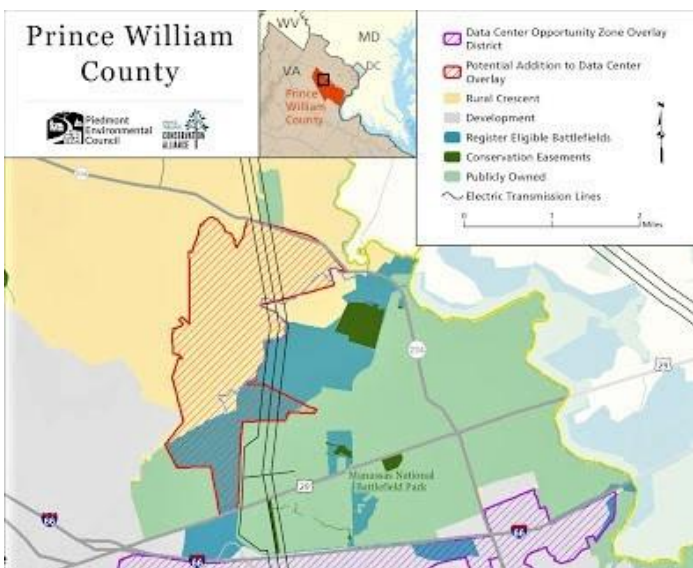 Prince William
County
Piedmont
Environmental
Council
CONSERVATION
ALLIANCE
WV
MD
VA
DC
Prince
William
County
Data Center Opportunity Zone Overlay
District
Potential Addition to Data Center
Overlay
Rural Crescent
Development
Register Eligible Battlefields
Conservation Easements
Publicly Owned
Electric Transmission Lines
0 1 2
Miles
234
29
Manassas National
Battlefield Park
29
66
66
66